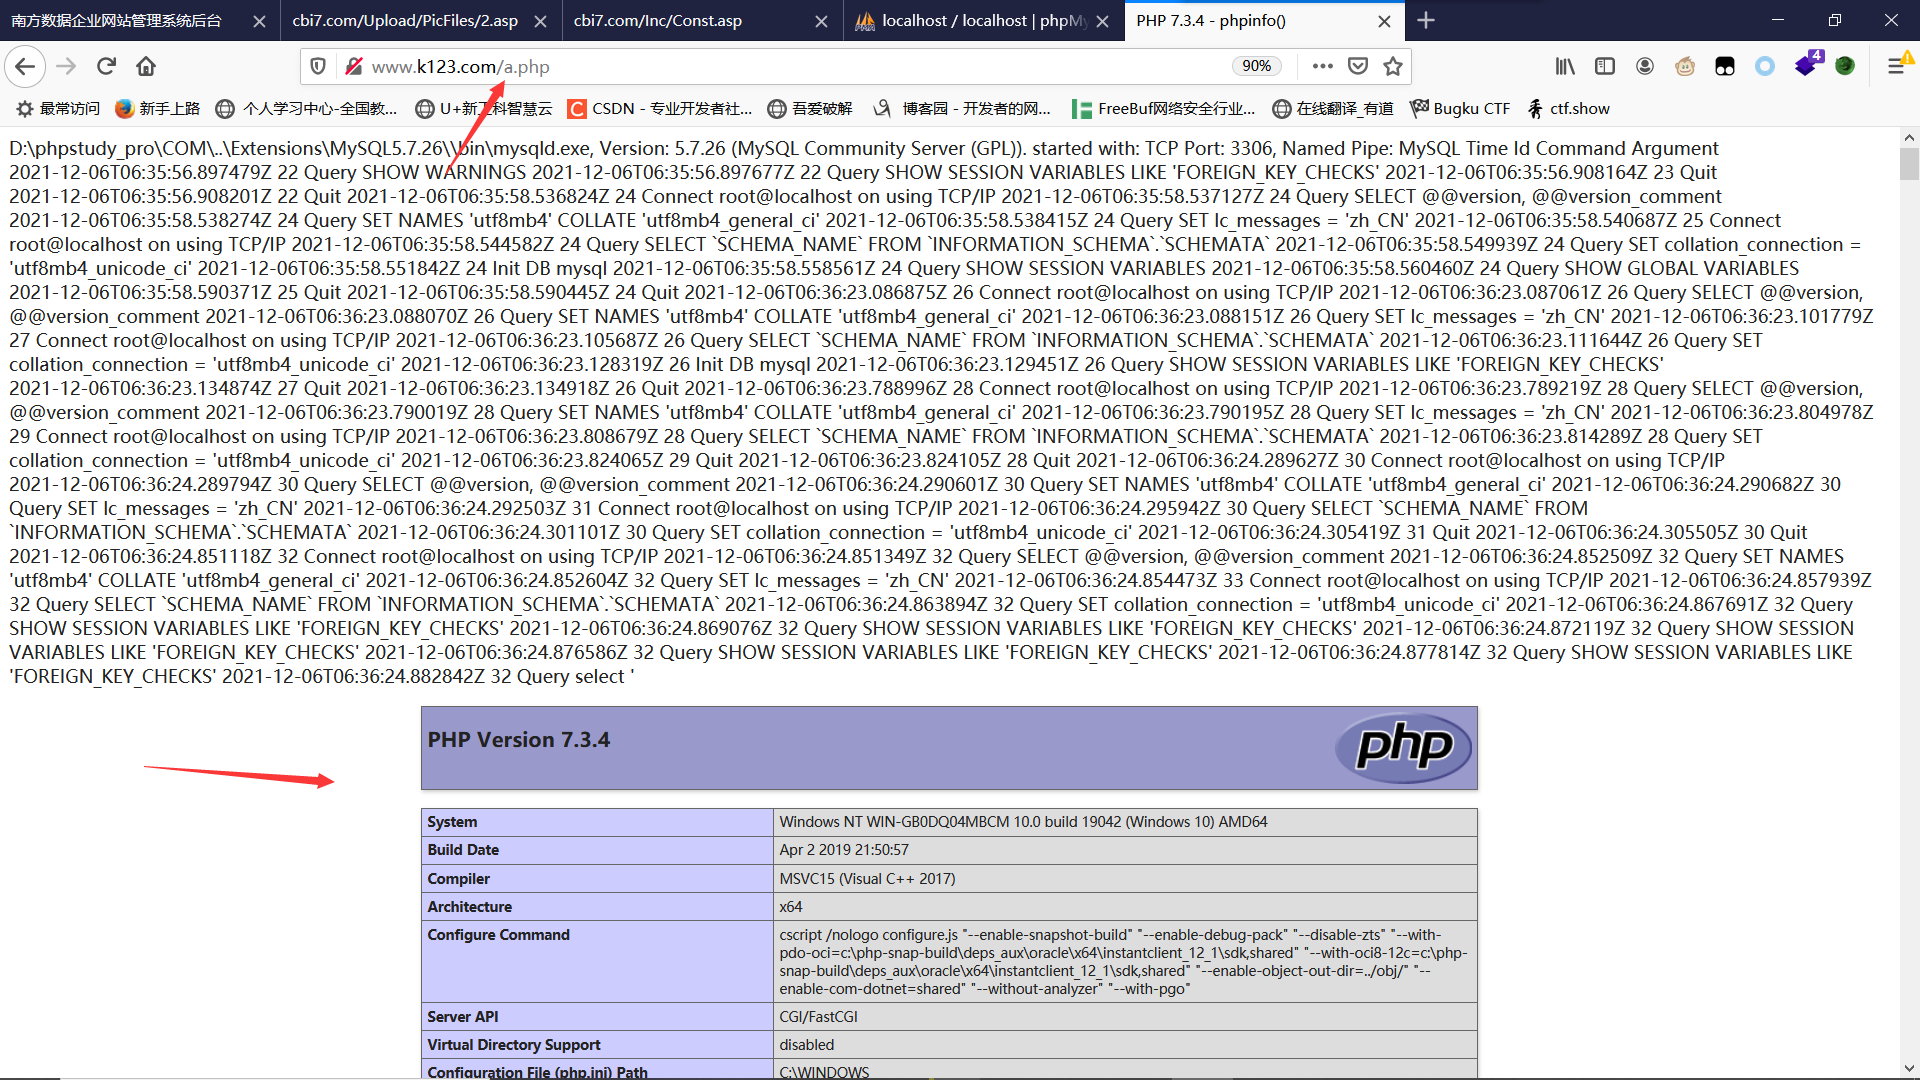 南方数据企业网站管理系统后台
cbi7.com/Upload/PicFiles/2.asp
cbi7.com/Inc/Const.asp
localhost / localhost | phpMy
PHP 7.3.4 - phpinfo()
www.k123.com/a.php
90%
4
最常访问 新手上路 个人学习中心-全国教... U+新工科智慧云 CSDN - 专业开发者社... 吾爱破解 博客园 - 开发者的网... FreeBuf网络安全行业... 在线翻译_有道 Bugku CTF ctf.show
D:\phpstudy_pro\COM\..\Extensions\MySQL5.7.26\\bin\mysqld.exe, Version: 5.7.26 (MySQL Community Server (GPL)). started with: TCP Port: 3306, Named Pipe: MySQL Time Id Command Argument
2021-12-06T06:35:56.897479Z 22 Query SHOW WARNINGS 2021-12-06T06:35:56.897677Z 22 Query SHOW SESSION VARIABLES LIKE 'FOREIGN_KEY_CHECKS' 2021-12-06T06:35:56.908164Z 23 Quit
2021-12-06T06:35:56.908201Z 22 Quit 2021-12-06T06:35:58.536824Z 24 Connect root@localhost on using TCP/IP 2021-12-06T06:35:58.537127Z 24 Query SELECT @@version, @@version_comment
2021-12-06T06:35:58.538274Z 24 Query SET NAMES 'utf8mb4' COLLATE 'utf8mb4_general_ci' 2021-12-06T06:35:58.538415Z 24 Query SET lc_messages = 'zh_CN' 2021-12-06T06:35:58.540687Z 25 Connect
root@localhost on using TCP/IP 2021-12-06T06:35:58.544582Z 24 Query SELECT `SCHEMA_NAME` FROM `INFORMATION_SCHEMA`.`SCHEMATA` 2021-12-06T06:35:58.549939Z 24 Query SET collation_connection =
'utf8mb4_unicode_ci' 2021-12-06T06:35:58.551842Z 24 Init DB mysql 2021-12-06T06:35:58.558561Z 24 Query SHOW SESSION VARIABLES 2021-12-06T06:35:58.560460Z 24 Query SHOW GLOBAL VARIABLES
2021-12-06T06:35:58.590371Z 25 Quit 2021-12-06T06:35:58.590445Z 24 Quit 2021-12-06T06:36:23.086875Z 26 Connect root@localhost on using TCP/IP 2021-12-06T06:36:23.087061Z 26 Query SELECT @@version,
@@version_comment 2021-12-06T06:36:23.088070Z 26 Query SET NAMES 'utf8mb4' COLLATE 'utf8mb4_general_ci' 2021-12-06T06:36:23.088151Z 26 Query SET lc_messages = 'zh_CN' 2021-12-06T06:36:23.101779Z
27 Connect root@localhost on using TCP/IP 2021-12-06T06:36:23.105687Z 26 Query SELECT `SCHEMA_NAME` FROM `INFORMATION_SCHEMA`.`SCHEMATA` 2021-12-06T06:36:23.111644Z 26 Query SET
collation_connection = 'utf8mb4_unicode_ci' 2021-12-06T06:36:23.128319Z 26 Init DB mysql 2021-12-06T06:36:23.129451Z 26 Query SHOW SESSION VARIABLES LIKE 'FOREIGN_KEY_CHECKS'
2021-12-06T06:36:23.134874Z 27 Quit 2021-12-06T06:36:23.134918Z 26 Quit 2021-12-06T06:36:23.788996Z 28 Connect root@localhost on using TCP/IP 2021-12-06T06:36:23.789219Z 28 Query SELECT @@version,
@@version_comment 2021-12-06T06:36:23.790019Z 28 Query SET NAMES 'utf8mb4' COLLATE 'utf8mb4_general_ci' 2021-12-06T06:36:23.790195Z 28 Query SET lc_messages = 'zh_CN' 2021-12-06T06:36:23.804978Z
29 Connect root@localhost on using TCP/IP 2021-12-06T06:36:23.808679Z 28 Query SELECT `SCHEMA_NAME` FROM `INFORMATION_SCHEMA`.`SCHEMATA` 2021-12-06T06:36:23.814289Z 28 Query SET
collation_connection = 'utf8mb4_unicode_ci' 2021-12-06T06:36:23.824065Z 29 Quit 2021-12-06T06:36:23.824105Z 28 Quit 2021-12-06T06:36:24.289627Z 30 Connect root@localhost on using TCP/IP
2021-12-06T06:36:24.289794Z 30 Query SELECT @@version, @@version_comment 2021-12-06T06:36:24.290601Z 30 Query SET NAMES 'utf8mb4' COLLATE 'utf8mb4_general_ci' 2021-12-06T06:36:24.290682Z 30
Query SET lc_messages = 'zh_CN' 2021-12-06T06:36:24.292503Z 31 Connect root@localhost on using TCP/IP 2021-12-06T06:36:24.295942Z 30 Query SELECT `SCHEMA_NAME` FROM
`INFORMATION_SCHEMA`.`SCHEMATA` 2021-12-06T06:36:24.301101Z 30 Query SET collation_connection = 'utf8mb4_unicode_ci' 2021-12-06T06:36:24.305419Z 31 Quit 2021-12-06T06:36:24.305505Z 30 Quit
2021-12-06T06:36:24.851118Z 32 Connect root@localhost on using TCP/IP 2021-12-06T06:36:24.851349Z 32 Query SELECT @@version, @@version_comment 2021-12-06T06:36:24.852509Z 32 Query SET NAMES
'utf8mb4' COLLATE 'utf8mb4_general_ci' 2021-12-06T06:36:24.852604Z 32 Query SET lc_messages = 'zh_CN' 2021-12-06T06:36:24.854473Z 33 Connect root@localhost on using TCP/IP 2021-12-06T06:36:24.857939Z
32 Query SELECT `SCHEMA_NAME` FROM `INFORMATION_SCHEMA`.`SCHEMATA` 2021-12-06T06:36:24.863894Z 32 Query SET collation_connection = 'utf8mb4_unicode_ci' 2021-12-06T06:36:24.867691Z 32 Query
SHOW SESSION VARIABLES LIKE 'FOREIGN_KEY_CHECKS' 2021-12-06T06:36:24.869076Z 32 Query SHOW SESSION VARIABLES LIKE 'FOREIGN_KEY_CHECKS' 2021-12-06T06:36:24.872119Z 32 Query SHOW SESSION
VARIABLES LIKE 'FOREIGN_KEY_CHECKS' 2021-12-06T06:36:24.876586Z 32 Query SHOW SESSION VARIABLES LIKE 'FOREIGN_KEY_CHECKS' 2021-12-06T06:36:24.877814Z 32 Query SHOW SESSION VARIABLES LIKE
'FOREIGN_KEY_CHECKS' 2021-12-06T06:36:24.882842Z 32 Query select '
PHP Version 7.3.4
php
System Windows NT WIN-GB0DQ04MBCM 10.0 build 19042 (Windows 10) AMD64
Build Date Apr 2 2019 21:50:57
Compiler MSVC15 (Visual C++ 2017)
Architecture x64
Configure Command cscript /nologo configure.js "--enable-snapshot-build" "--enable-debug-pack" "--disable-zts" "--with-
pdo-oci=c:\php-snap-build\deps_aux\oracle\x64\instantclient_12_1\sdk,shared" "--with-oci8-12c=c:\php-
snap-build\deps_aux\oracle\x64\instantclient_12_1\sdk,shared" "--enable-object-out-dir=../obj/" "--
enable-com-dotnet=shared" "--without-analyzer" "--with-pgo"
Server API CGI/FastCGI
Virtual Directory Support disabled
Configuration File (php.ini) Path C:\WINDOWS